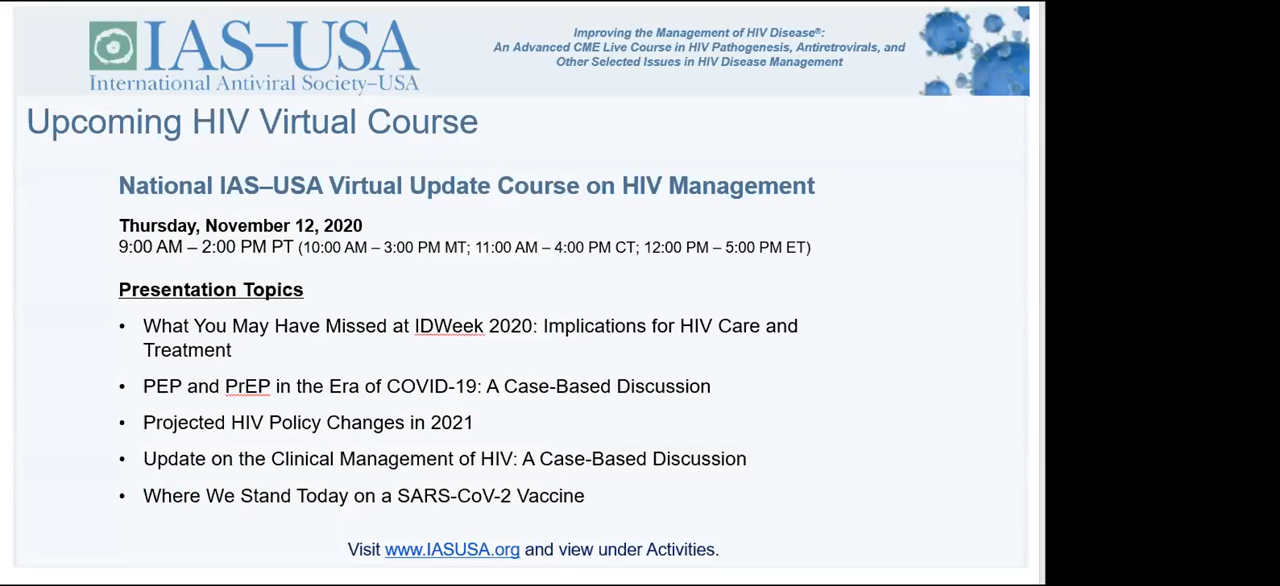 IAS–USA
International Antiviral Society–USA
Improving the Management of HIV Disease®:
An Advanced CME Live Course in HIV Pathogenesis, Antiretrovirals, and
Other Selected Issues in HIV Disease Management
Upcoming HIV Virtual Course
National IAS–USA Virtual Update Course on HIV Management
Thursday, November 12, 2020
9:00 AM – 2:00 PM PT (10:00 AM – 3:00 PM MT; 11:00 AM – 4:00 PM CT; 12:00 PM – 5:00 PM ET)
Presentation Topics
• What You May Have Missed at IDWeek 2020: Implications for HIV Care and
Treatment
• PEP and PrEP in the Era of COVID-19: A Case-Based Discussion
• Projected HIV Policy Changes in 2021
• Update on the Clinical Management of HIV: A Case-Based Discussion
• Where We Stand Today on a SARS-CoV-2 Vaccine
Visit www.IASUSA.org and view under Activities.